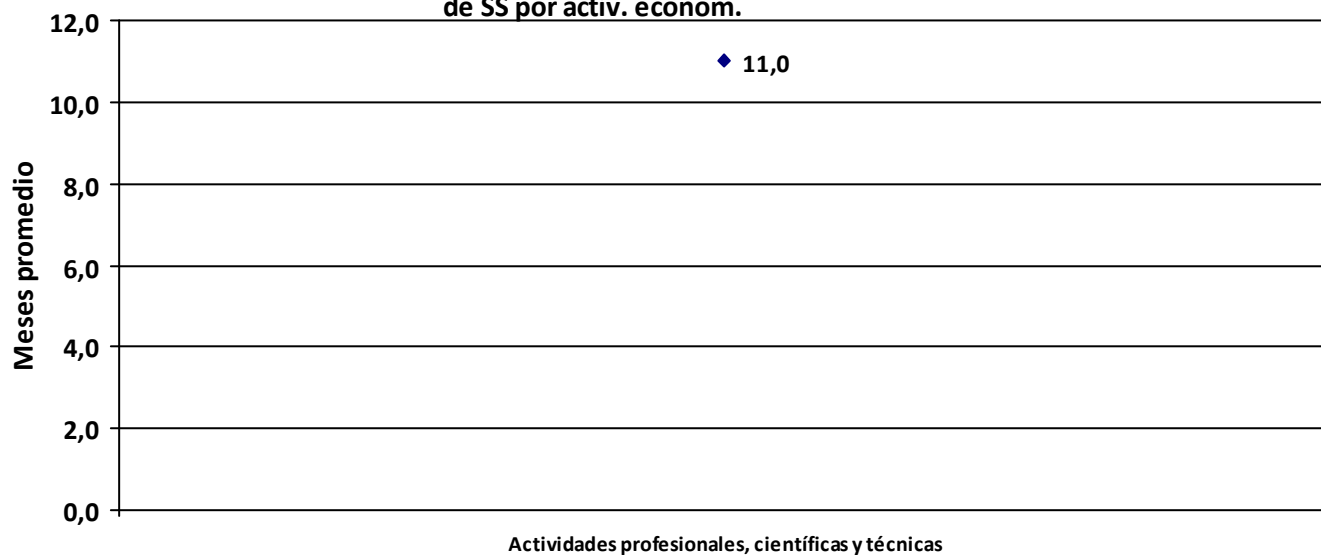 de SS por activ. econom.
12,0
11,0
10,0
8,0
6,0
4,0
2,0
0,0
Meses promedio
Actividades profesionales, científicas y técnicas